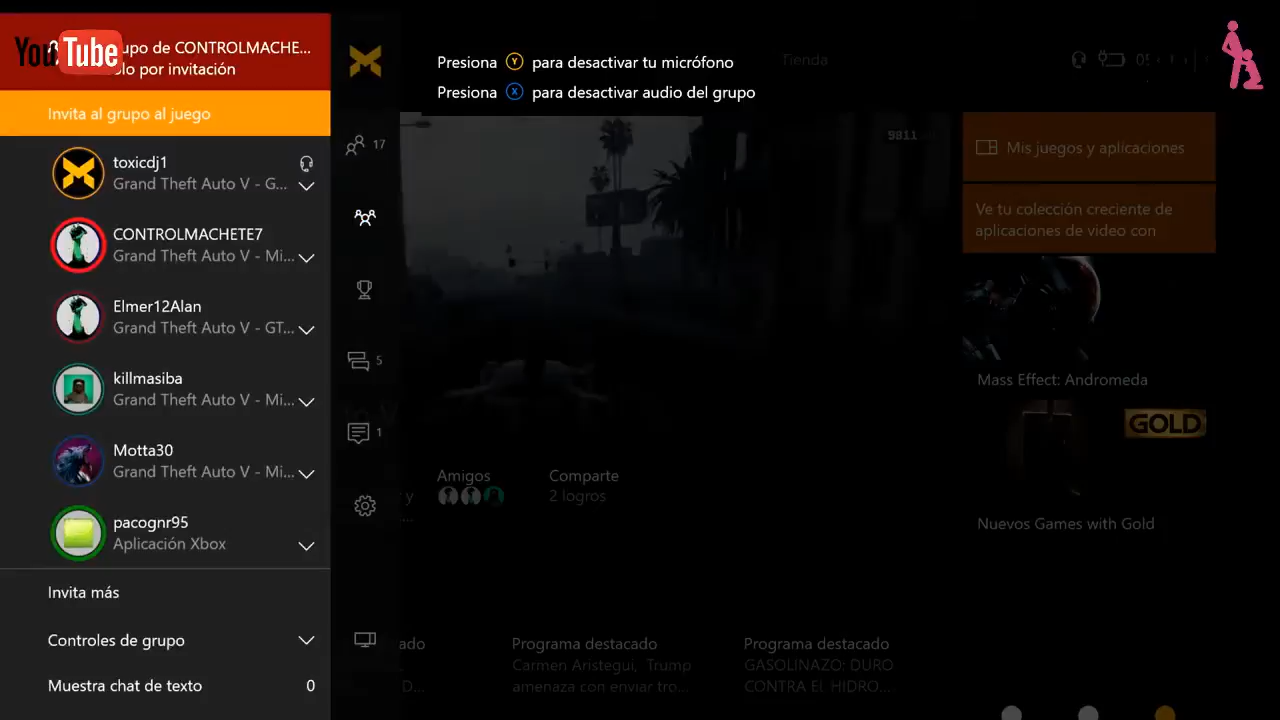 YouTube
upo de CONTROLMACHE...
lo por invitación
Invita al grupo al juego
toxicdj1
Grand Theft Auto V - G...
CONTROLMACHETE7
Grand Theft Auto V - Mi...
Elmer12Alan
Grand Theft Auto V - GT...
killmasiba
Grand Theft Auto V - Mi...
Motta30
Grand Theft Auto V - Mi...
pacognr95
Aplicación Xbox
Invita más
Controles de grupo
Muestra chat de texto 0
17
5
1
Presiona Y para desactivar tu micrófono
Presiona X para desactivar audio del grupo
Tienda
9811
Mis juegos y aplicaciones
Ve tu colección creciente de
aplicaciones de video con
Mass Effect: Andromeda
GOLD
Nuevos Games with Gold
Amigos
Comparte
2 logros
y
...
ado
D...
Programa destacado
Carmen Aristegui, Trump
amenaza con enviar tro...
Programa destacado
GASOLINAZO: DURO
CONTRA EL HIDRO...